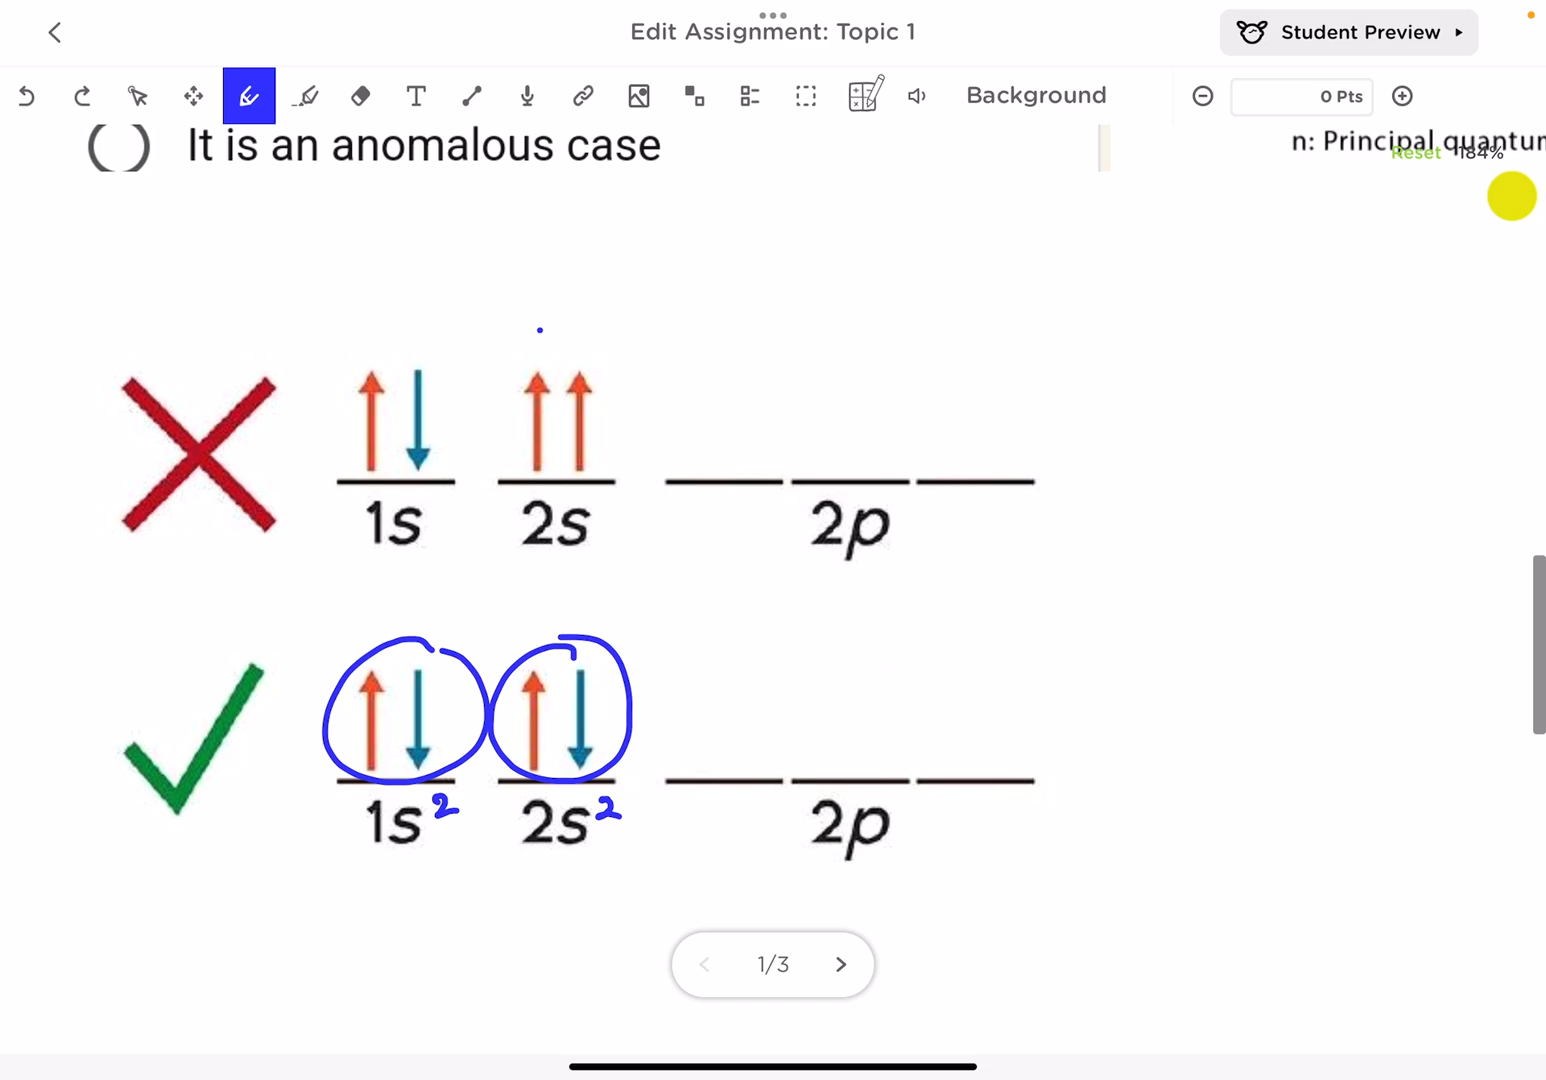 Edit Assignment: Topic 1
Student Preview
T
Background
0 Pts
It is an anomalous case
n: Principal quantum
Reset 184%
1s 2s 2p
1s² 2s² 2p
1/3